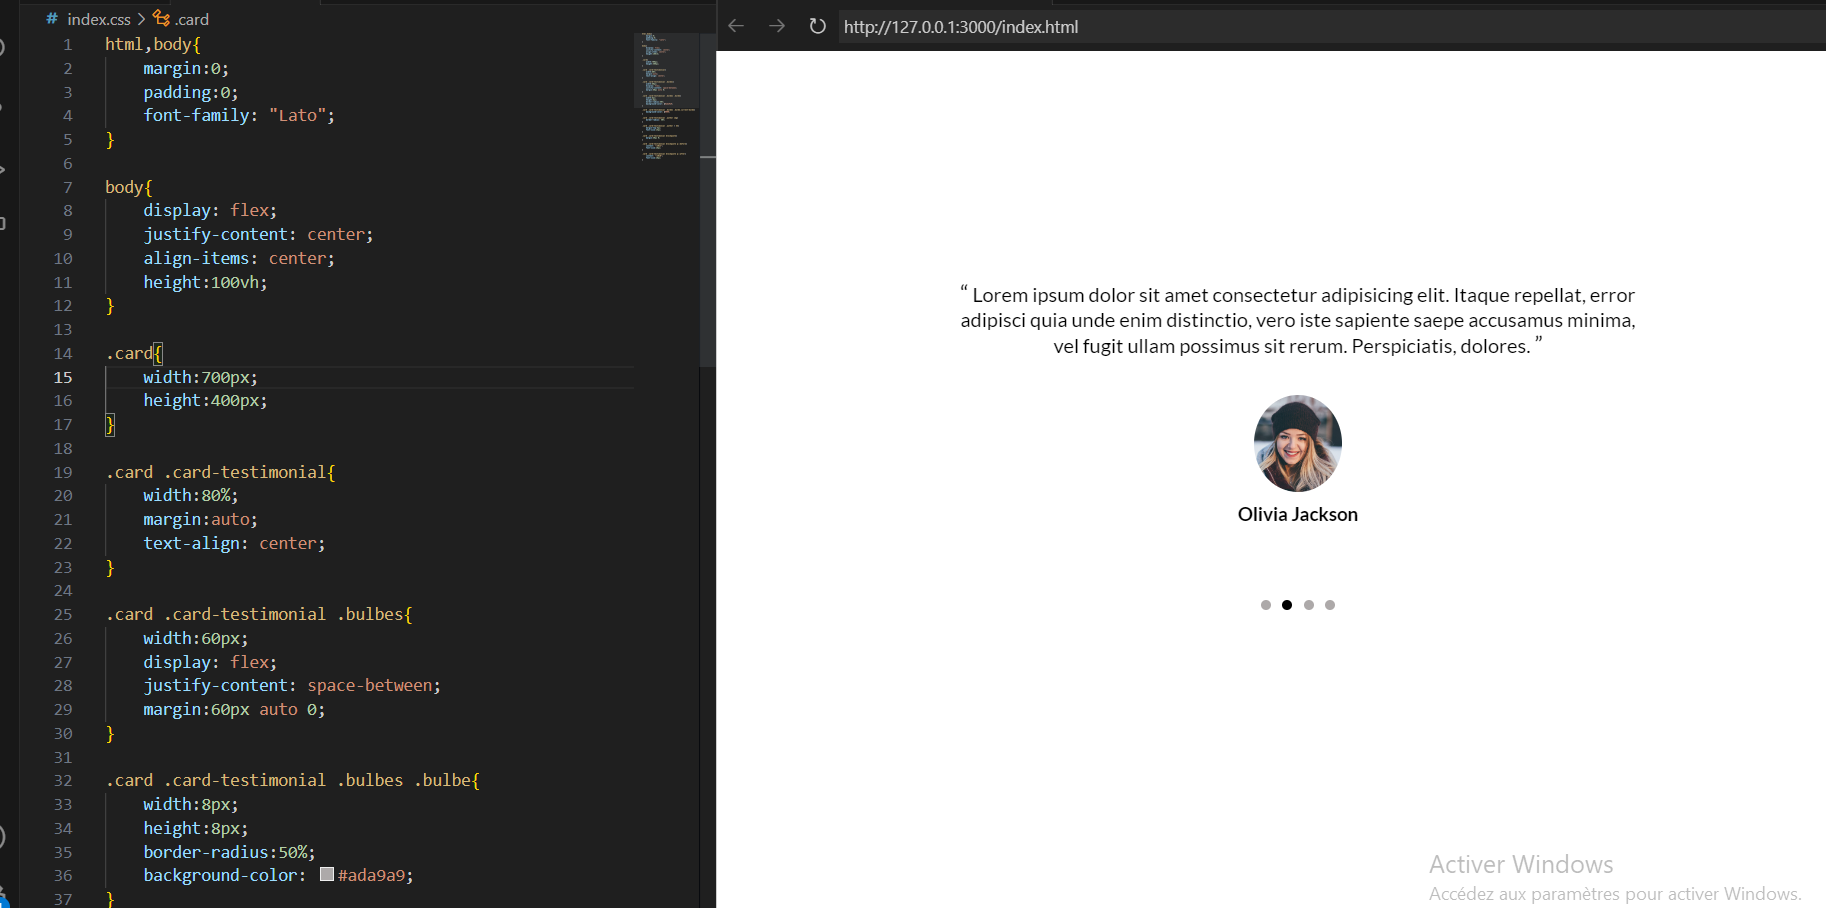 # index.css > .card
1 html,body{
2 margin:0;
3 padding:0;
4 font-family: "Lato";
5 }
6
7 body{
8 display: flex;
9 justify-content: center;
10 align-items: center;
11 height:100vh;
12 }
13
14 .card{
15 width:700px;
16 height:400px;
17 }
18
19 .card .card-testimonial{
20 width:80%;
21 margin:auto;
22 text-align: center;
23 }
24
25 .card .card-testimonial .bulbes{
26 width:60px;
27 display: flex;
28 justify-content: space-between;
29 margin:60px auto 0;
30 }
31
32 .card .card-testimonial .bulbes .bulbe{
33 width:8px;
34 height:8px;
35 border-radius:50%;
36 background-color: #ada9a9;
37 }
http://127.0.0.1:3000/index.html
“ Lorem ipsum dolor sit amet consectetur adipisicing elit. Itaque repellat, error
adipisci quia unde enim distinctio, vero iste sapiente saepe accusamus minima,
vel fugit ullam possimus sit rerum. Perspiciatis, dolores. ”
Olivia Jackson
Activer Windows
Accédez aux paramètres pour activer Windows.